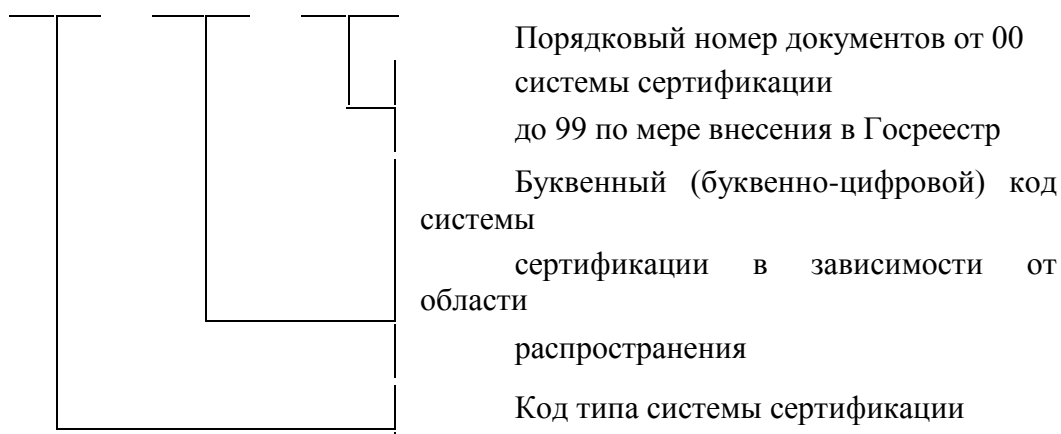 Порядковый номер документов от 00
системы сертификации
до 99 по мере внесения в Госреестр
Буквенный (буквенно-цифровой) код
системы
сертификации в зависимости от
области
распространения
Код типа системы сертификации